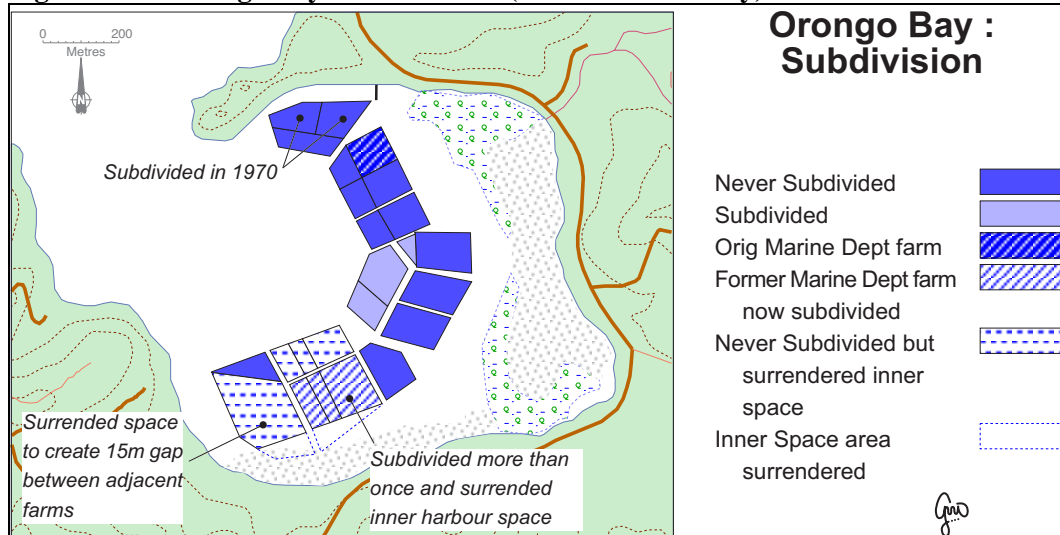 Orongo Bay :
Subdivision
0 200
Metres
N
Subdivided in 1970
Surrended space
to create 15m gap
between adjacent
farms
Subdivided more than
once and surrended
inner harbour space
Never Subdivided
Subdivided
Orig Marine Dept farm
Former Marine Dept farm
now subdivided
Never Subdivided but
surrendered inner
space
Inner Space area
surrendered